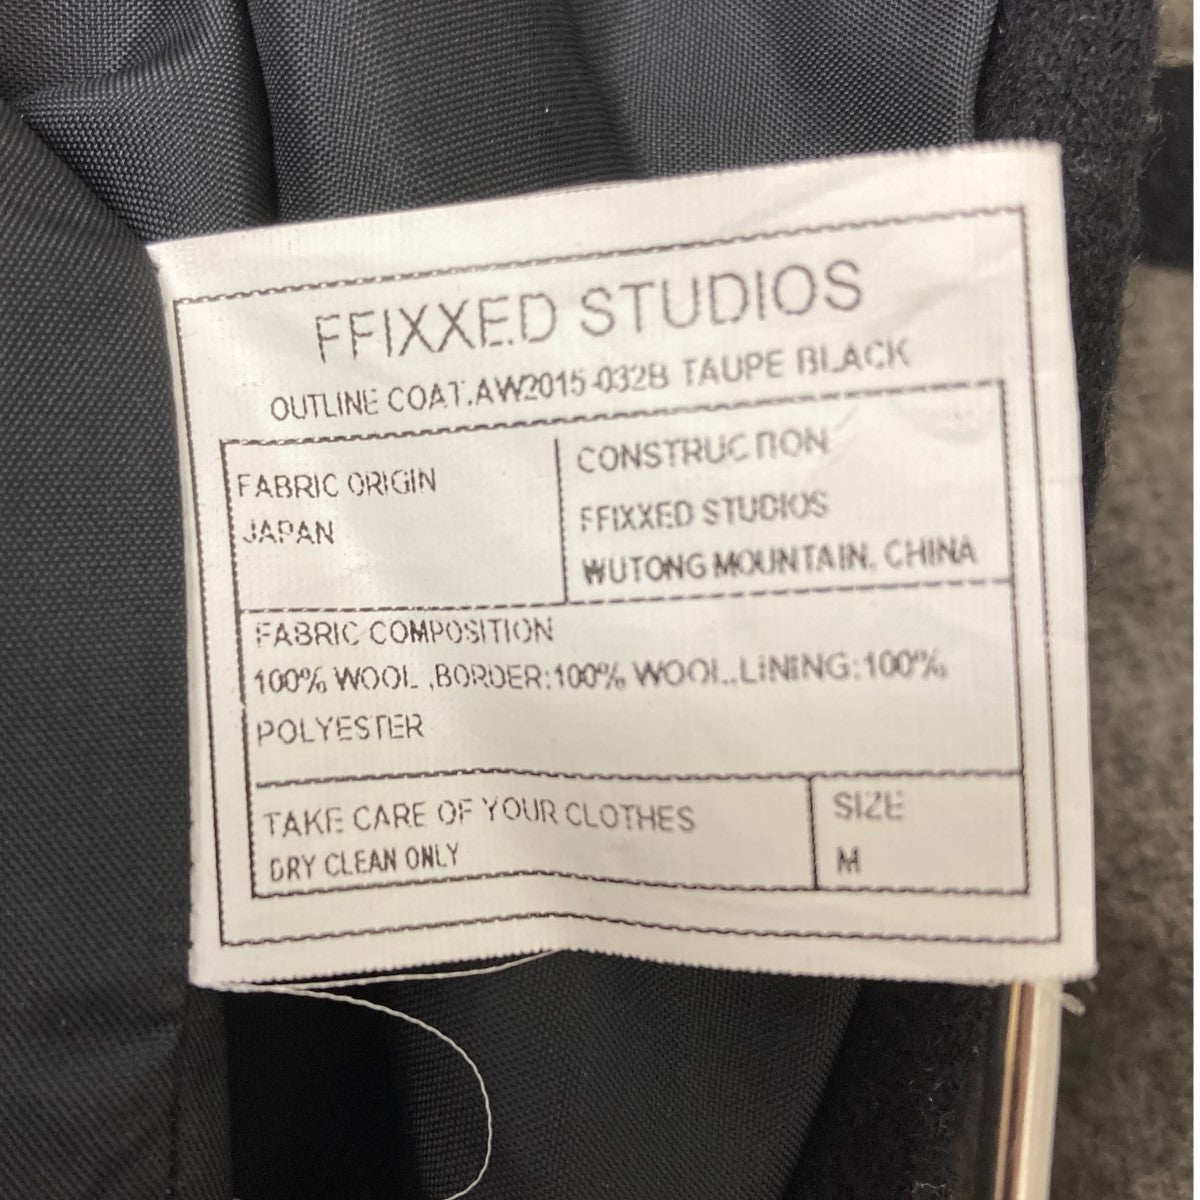 FFIXXED STUDIOS
OUTLINE COAT.AW2015-032B TAUPE BLACK
FABRIC ORIGIN
JAPAN
CONSTRUCTION
FFIXXED STUDIOS
WUTONG MOUNTAIN, CHINA
FABRIC COMPOSITION
100% WOOL ,BORDER:100% WOOL.,LINING:100%
POLYESTER
TAKE CARE OF YOUR CLOTHES
DRY CLEAN ONLY
SIZE
M